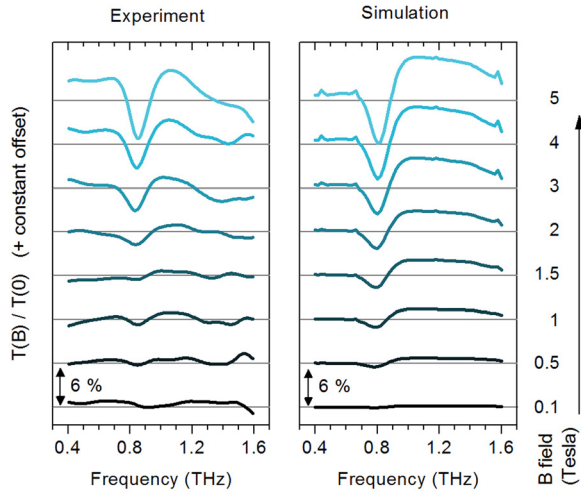 Experiment
Simulation
T(B) / T(0)   (+ constant offset)
6 %
6 %
5
4
3
2
1.5
1
0.5
0.1
0.4 0.8 1.2 1.6
0.4 0.8 1.2 1.6
Frequency (THz)
Frequency (THz)
B field
(Tesla)